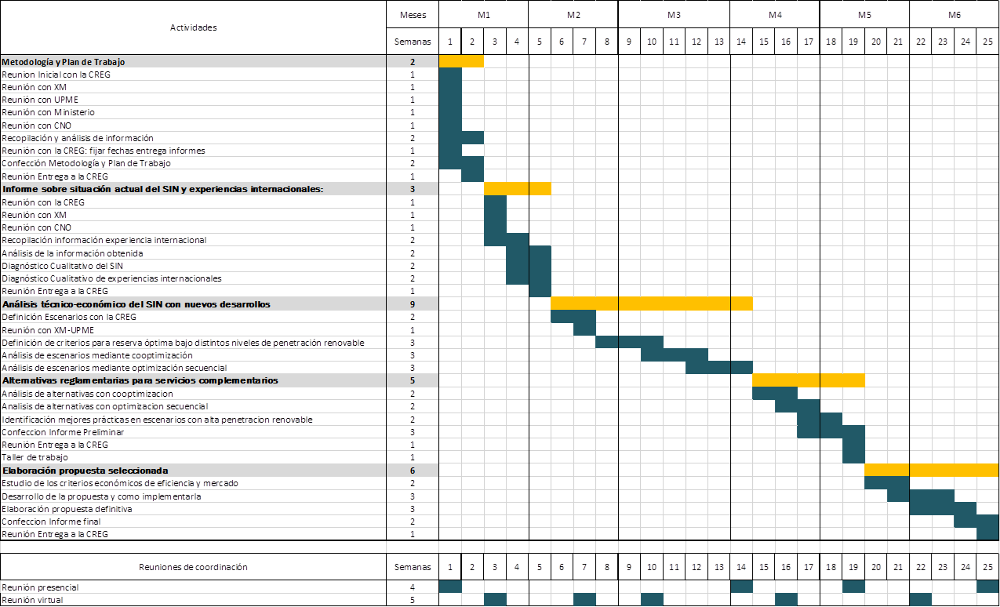 Actividades Meses M1 M2 M3 M4 M5 M6
Semanas 1 2 3 4 5 6 7 8 9 10 11 12 13 14 15 16 17 18 19 20 21 22 23 24 25
Metodología y Plan de Trabajo 2
Reunion Inicial con la CREG 1
Reunión con XM 1
Reunión con UPME 1
Reunión con Ministerio 1
Reunión con CNO 1
Recopilación y análisis de información 2
Reunión con la CREG: fijar fechas entrega informes 1
Confección Metodología y Plan de Trabajo 2
Reunión Entrega a la CREG 1
Informe sobre situación actual del SIN y experiencias internacionales: 3
Reunión con la CREG 1
Reunión con XM 1
Reunión con CNO 1
Recopilación información experiencia internacional 2
Análisis de la información obtenida 2
Diagnóstico Cualitativo del SIN 2
Diagnóstico Cualitativo de experiencias internacionales 2
Reunión Entrega a la CREG 1
Análisis técnico-económico del SIN con nuevos desarrollos 9
Definición Escenarios con la CREG 2
Reunión con XM-UPME 1
Definición de criterios para reserva óptima bajo distintos niveles de penetración renovable 3
Análisis de escenarios mediante cooptimización 3
Análisis de escenarios mediante optimización secuencial 3
Alternativas reglamentarias para servicios complementarios 5
Análisis de alternativas con cooptimizacion 2
Analisis de alternativas con optimizacion secuencial 2
Identificación mejores prácticas en escenarios con alta penetracion renovable 2
Confeccion Informe Preliminar 3
Reunión Entrega a la CREG 1
Taller de trabajo 1
Elaboración propuesta seleccionada 6
Estudio de los criterios económicos de eficiencia y mercado 2
Desarrollo de la propuesta y como implementarla 3
Elaboración propuesta definitiva 3
Confeccion Informe final 2
Reunión Entrega a la CREG 1
Reuniones de coordinación Semanas 1 2 3 4 5 6 7 8 9 10 11 12 13 14 15 16 17 18 19 20 21 22 23 24 25
Reunión presencial 4
Reunión virtual 5